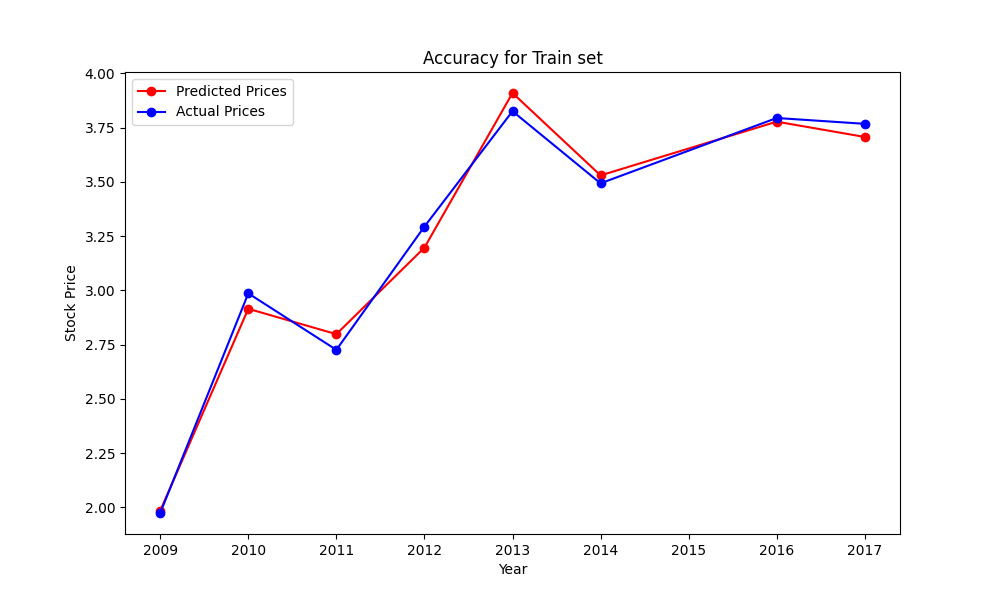 Accuracy for Train set
Predicted Prices
Actual Prices
4.00
3.75
3.50
3.25
3.00
2.75
2.50
2.25
2.00
Stock Price
2009 2010 2011 2012 2013 2014 2015 2016 2017
Year